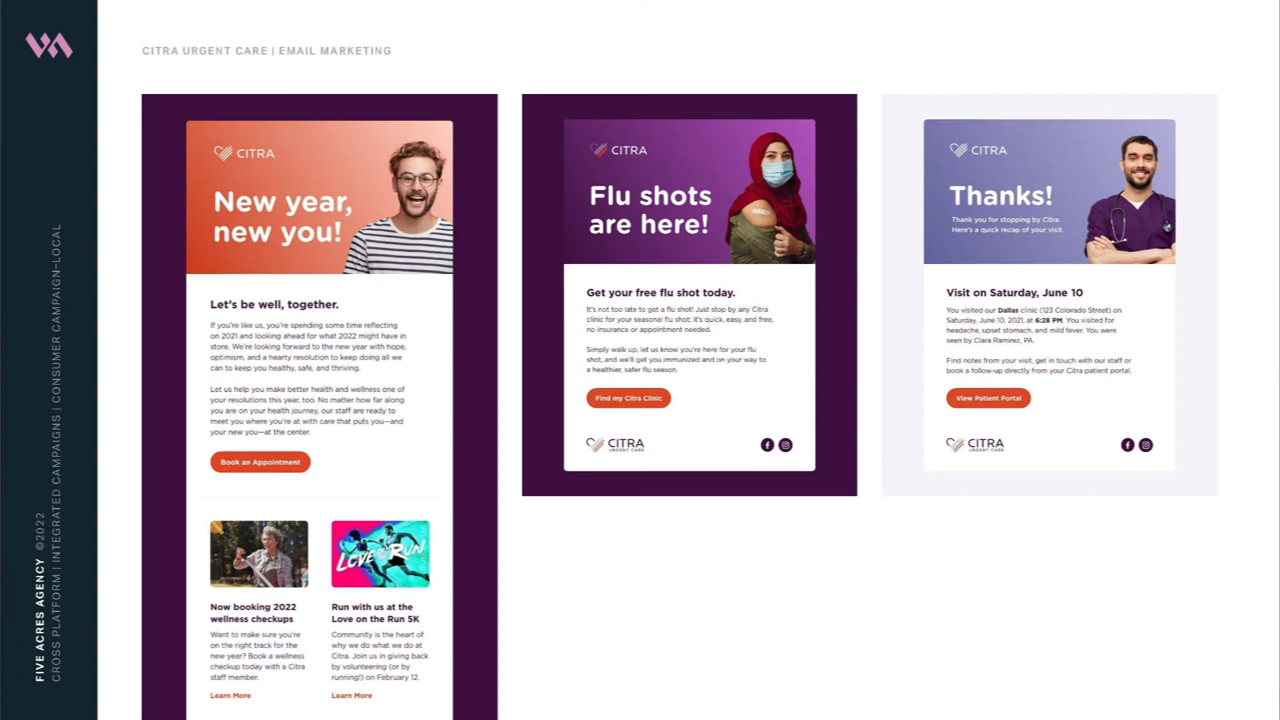 CITRA URGENT CARE | EMAIL MARKETING
FIVE ACRES AGENCY ©2022
CROSS PLATFORM | INTEGRATED CAMPAIGNS | CONSUMER CAMPAIGN-LOCAL
CITRA
New year,
new you!
Let's be well, together.
If you're like us, you're spending some time reflecting
on 2021 and looking ahead for what 2022 might have in
store. We're looking forward to the new year with hope,
optimism, and a hearty resolution to keep doing all we
can to keep you healthy, safe, and thriving.
Let us help you make better health and wellness one of
your resolutions this year, too. No matter how far along
you are on your health journey, our staff are ready to
meet you where you're at with care that puts you—and
your new you—at the center.
Book an Appointment
LOVE ON THE RUN
Now booking 2022
wellness checkups
Want to make sure you're
on the right track for the
new year? Book a wellness
checkup today with a Citra
staff member.
Learn More
Run with us at the
Love on the Run 5K
Community is the heart of
why we do what we do at
Citra. Join us in giving back
by volunteering (or by
running!) on February 12.
Learn More
CITRA
Flu shots
are here!
Get your free flu shot today.
It's not too late to get a flu shot! Just stop by any Citra
clinic for your seasonal flu shot; it's quick, easy, and free,
no insurance or appointment needed.
Simply walk up, let us know you're here for your flu
shot, and we'll get you immunized and on your way to
a healthier, safer flu season.
Find my Citra Clinic
CITRA
URGENT CARE
CITRA
Thanks!
Thank you for stopping by Citra.
Here's a quick recap of your visit.
Visit on Saturday, June 10
You visited our Dallas clinic (123 Colorado Street) on
Saturday, June 10, 2021, at 6:28 PM. You visited for
headache, upset stomach, and mild fever. You were
seen by Clara Ramirez, PA.
Find notes from your visit, get in touch with our staff or
book a follow-up directly from your Citra patient portal.
View Patient Portal
CITRA
URGENT CARE